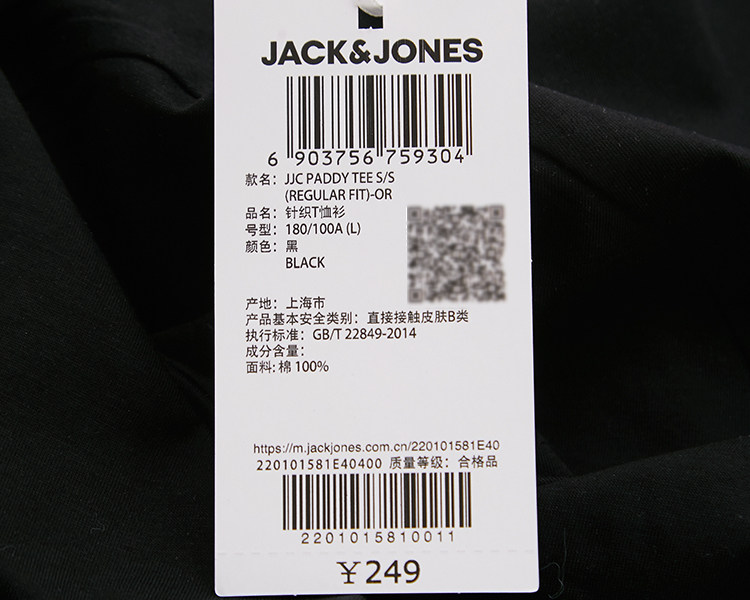 JACK&JONES
6 903756 759304
款名: JJC PADDY TEE S/S
(REGULAR FIT)-OR
品名: 针织T恤衫
号型: 180/100A (L)
颜色: 黑
BLACK
产地: 上海市
产品基本安全类别: 直接接触皮肤B类
执行标准: GB/T 22849-2014
成分含量:
面料: 棉 100%
https://m.jackjones.com.cn/220101581E40
220101581E40400 质量等级: 合格品
2201015810011
¥249